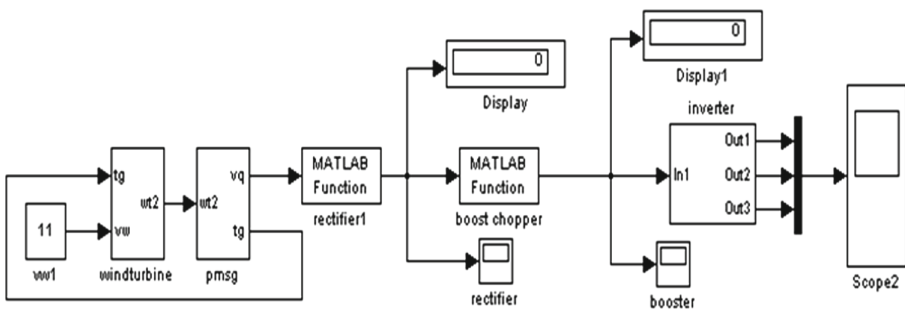 0
Display
0
Display1
inverter
tg
wt2
vw
windturbine
11
vw1
vq
wt2
tg
pmsg
MATLAB
Function
rectifier1
MATLAB
Function
boost chopper
rectifier
booster
In1
Out1
Out2
Out3
Scope2